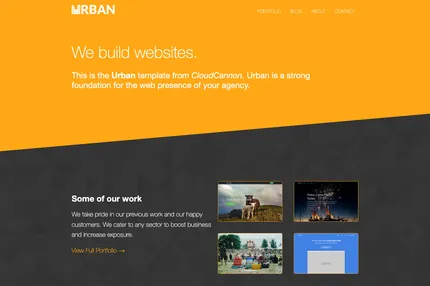 URBAN
PORTFOLIO BLOG ABOUT CONTACT
We build websites.
This is the Urban template from CloudCannon. Urban is a strong
foundation for the web presence of your agency.
Some of our work
We take pride in our previous work and our happy
customers. We cater to any sector to boost business
and increase exposure.
View Full Portfolio →